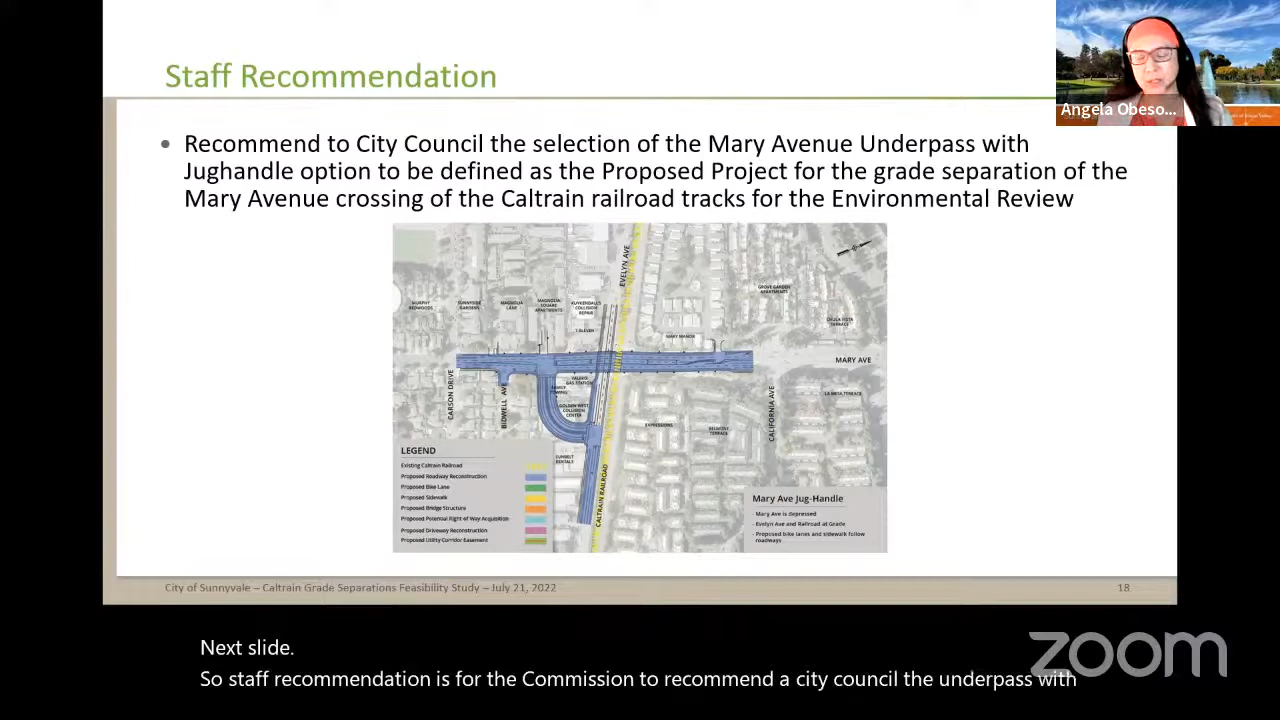 Staff Recommendation
Angela Obeso...
• Recommend to City Council the selection of the Mary Avenue Underpass with
Jughandle option to be defined as the Proposed Project for the grade separation of the
Mary Avenue crossing of the Caltrain railroad tracks for the Environmental Review
EVELYN AVE
MURPHY
REDWOODS
SUNNYSIDE
GARDENS
MAGNOLIA
LANE
MAGNOLIA
SQUARE
APARTMENTS
KUYKENDALL'S
COLLISION
REPAIR
7-ELEVEN
GROVE GARDEN
APARTMENTS
CHULA VISTA
TERRACE
MARY MANOR
MARY AVE
CARSON DRIVE
BIDWELL AVE
VALERO
GAS STATION
TOWING
GOLDEN WEST
COLLISION
CENTER
SUNBELT
RENTALS
EXPRESSIONS
BELMONT
TERRACE
CALIFORNIA AVE
LA MESA TERRACE
CALTRAIN RAILROAD
LEGEND
Existing Caltrain Railroad
Proposed Roadway Reconstruction
Proposed Bike Lane
Proposed Sidewalk
Proposed Bridge Structure
Proposed Potential Right of Way Acquisition
Proposed Driveway Reconstruction
Proposed Utility Corridor Easement
Mary Ave Jug-Handle
- Mary Ave is depressed
- Evelyn Ave and Railroad at Grade
- Proposed bike lanes and sidewalk follow
roadways
City of Sunnyvale – Caltrain Grade Separations Feasibility Study – July 21, 2022
18
Next slide.
So staff recommendation is for the Commission to recommend a city council the underpass with
zoom